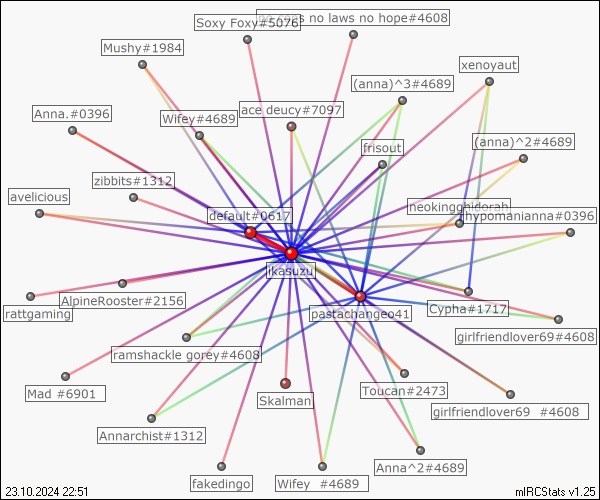 Soxy Foxy#5076
no laws no hope#4608
Mushy#1984
xenoyaut
(anna)^3#4689
ace deucy#7097
Anna.#0396
Wifey#4689
(anna)^2#4689
frisout
zibbits#1312
avelicious
neokingghidorah
default#0617
hypomanianna#0396
jikasuzu
AlpineRooster#2156
rattgaming
Cypha#1717
pastachangeo41
girlfriendlover69#4608
ramshackle gorey#4608
Mad #6901
Toucan#2473
Skalman
girlfriendlover69 #4608
Annarchist#1312
Anna^2#4689
fakedingo
Wifey #4689
23.10.2024 22:51
mIRCStats v1.25